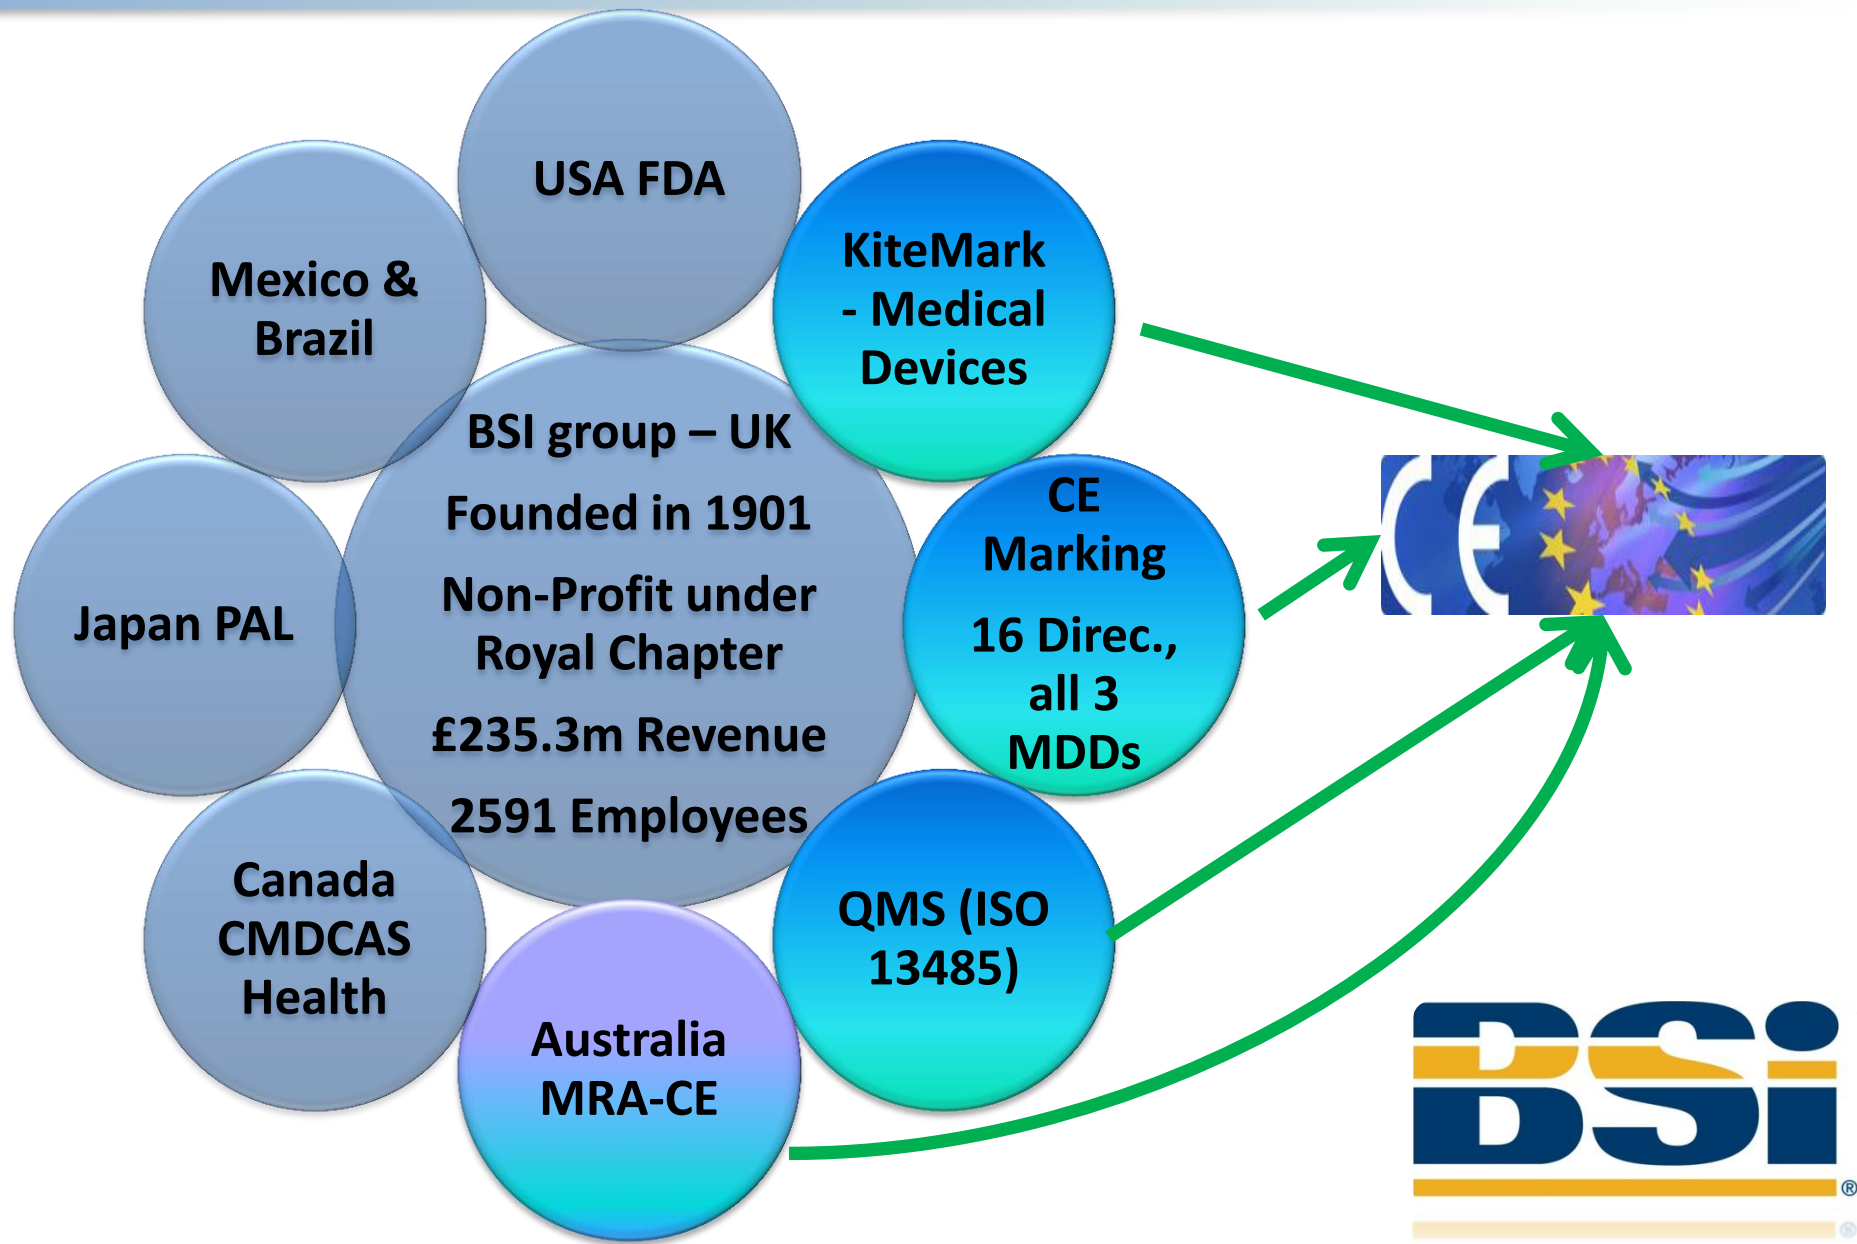 USA FDA
Mexico &
Brazil
KiteMark
- Medical
Devices
BSI group – UK
Founded in 1901
Non-Profit under
Royal Chapter
£235.3m Revenue
2591 Employees
CE
Marking
16 Direc.,
all 3
MDDs
Japan PAL
Canada
CMDCAS
Health
QMS (ISO
13485)
Australia
MRA-CE
CE
BSi
®